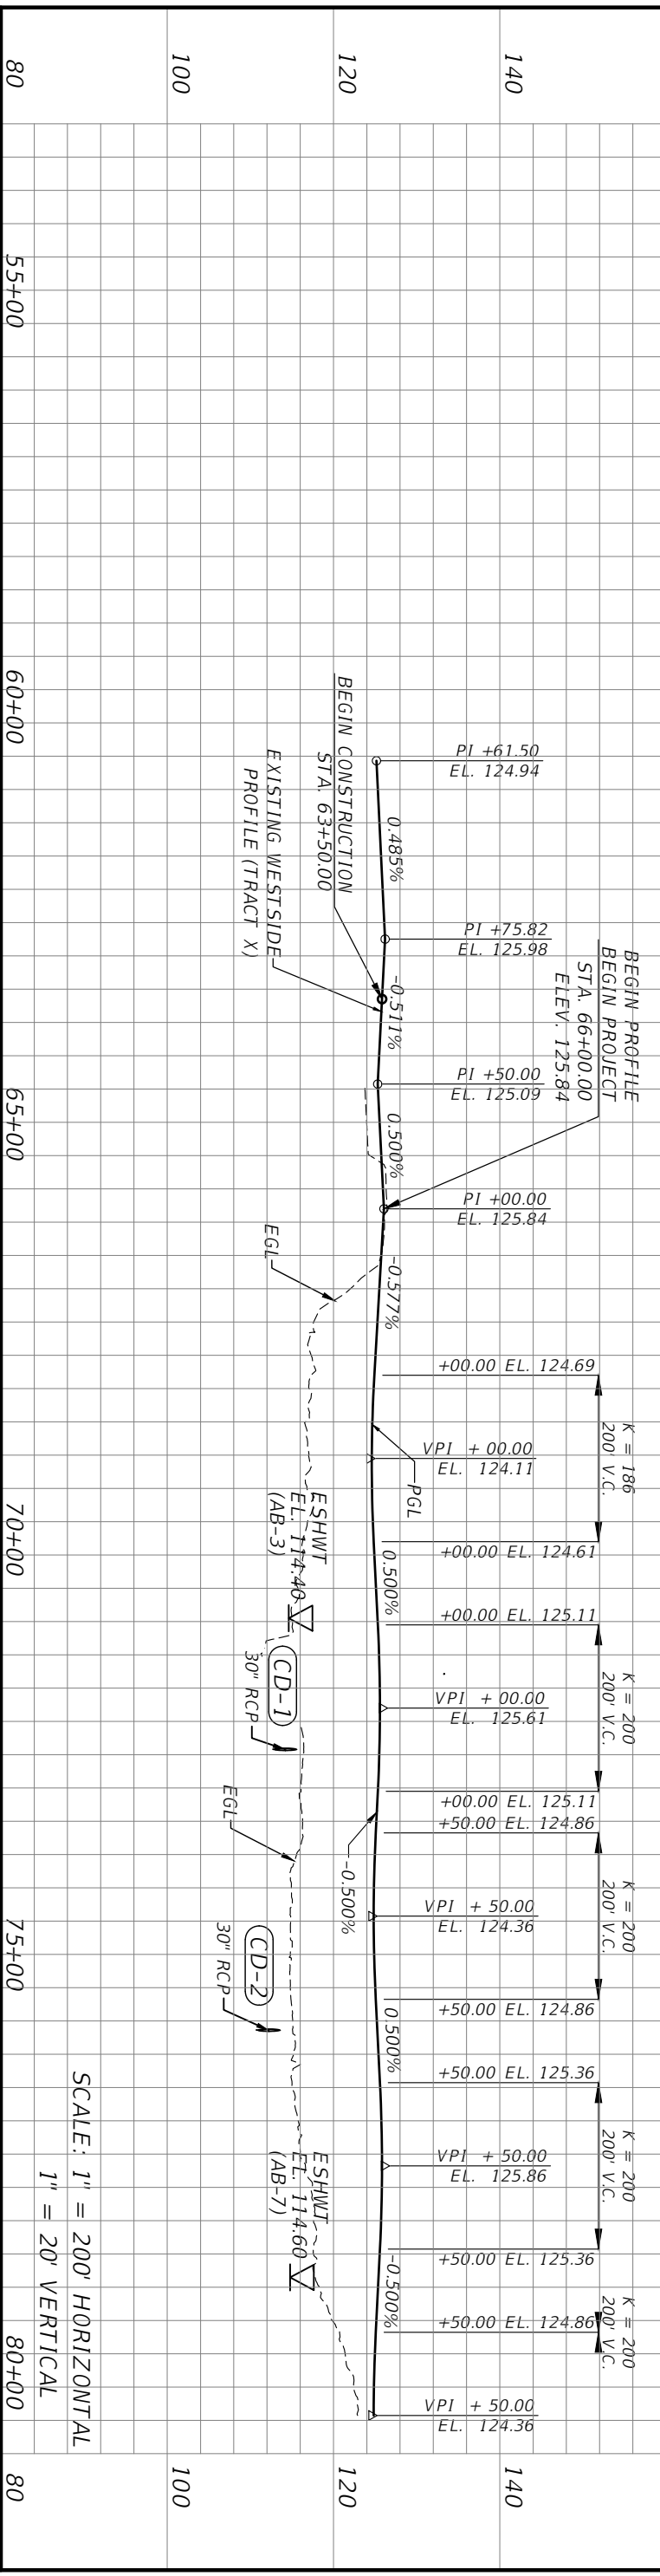 140
120
100
80
BEGIN PROFILE
BEGIN PROJECT
STA. 66+00.00
ELEV. 125.84
K = 186
200' V.C.
K = 200
200' V.C.
K = 200
200' V.C.
K = 200
200' V.C.
K = 200
200' V.C.
PI +61.50
EL. 124.94
PI +75.82
EL. 125.98
PI +50.00
EL. 125.09
PI +00.00
EL. 125.84
+00.00 EL. 124.69
VPI + 00.00
EL. 124.11
+00.00 EL. 124.61
+00.00 EL. 125.11
VPI + 00.00
EL. 125.61
+00.00 EL. 125.11
+50.00 EL. 124.86
VPI + 50.00
EL. 124.36
+50.00 EL. 124.86
+50.00 EL. 125.36
VPI + 50.00
EL. 125.86
+50.00 EL. 125.36
+50.00 EL. 124.86
VPI + 50.00
EL. 124.36
0.485%
-0.511%
0.500%
-0.577%
PGL
0.500%
-0.500%
0.500%
-0.500%
BEGIN CONSTRUCTION
STA. 63+50.00
EXISTING WESTSIDE
PROFILE (TRACT X)
EGL
ESHWT
EL. 114.40
(AB-3)
CD-1
30" RCP
EGL
CD-2
30" RCP
ESHWT
EL. 114.60
(AB-7)
SCALE: 1" = 200' HORIZONTAL
1" = 20' VERTICAL
55+00
60+00
65+00
70+00
75+00
80+00
140
120
100
80